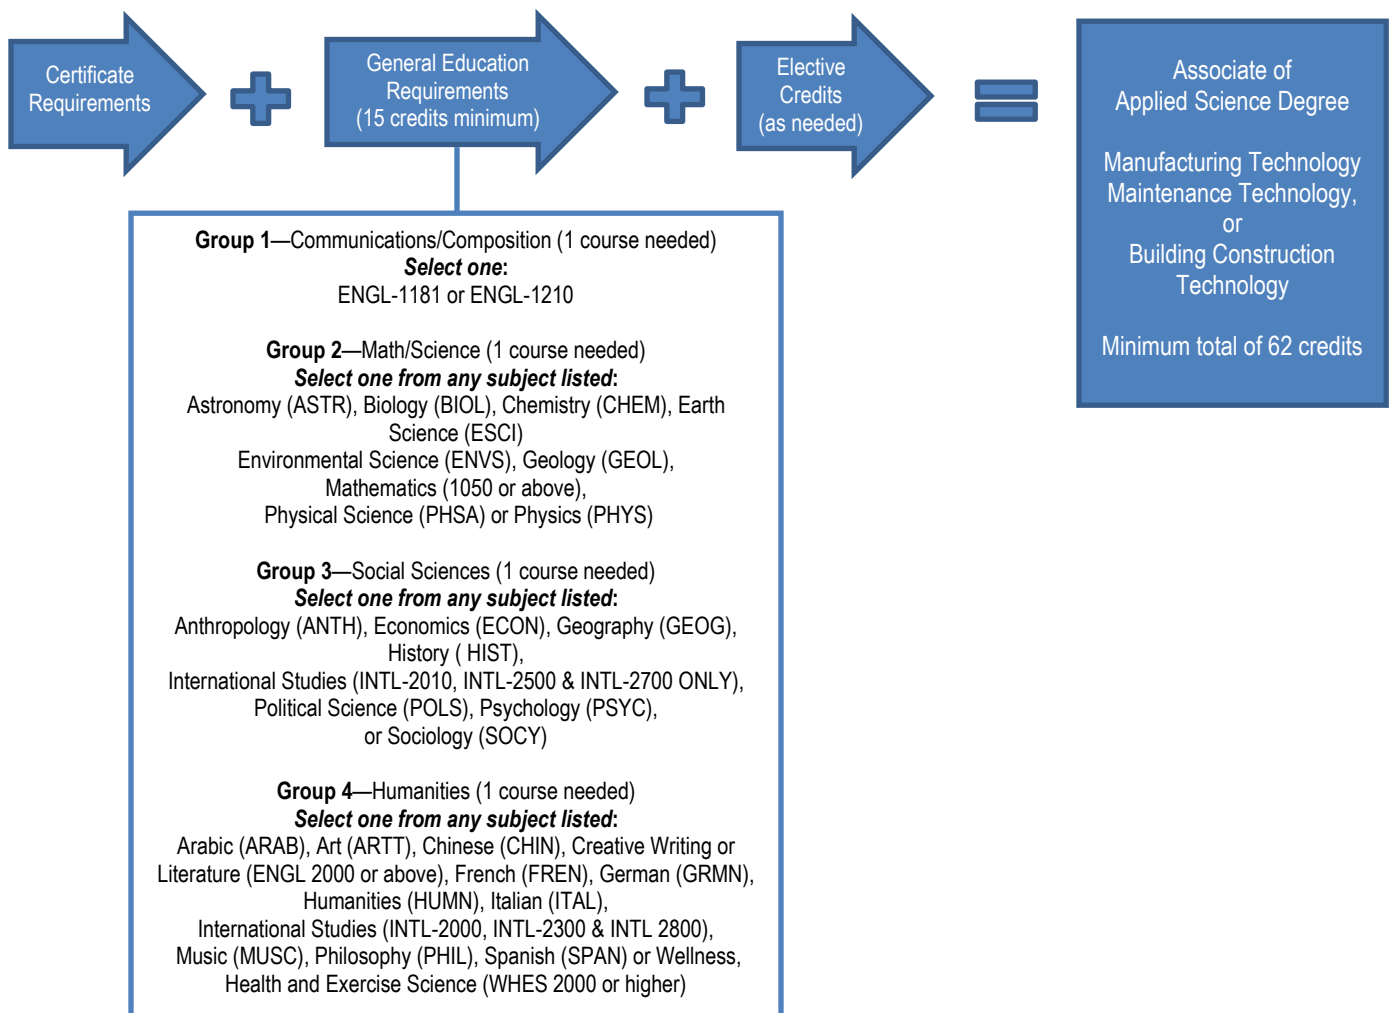 Certificate
Requirements
General Education
Requirements
(15 credits minimum)
Elective
Credits
(as needed)
Associate of
Applied Science Degree
Manufacturing Technology
Maintenance Technology,
or
Building Construction
Technology
Minimum total of 62 credits
Group 1—Communications/Composition (1 course needed)
Select one:
ENGL-1181 or ENGL-1210
Group 2—Math/Science (1 course needed)
Select one from any subject listed:
Astronomy (ASTR), Biology (BIOL), Chemistry (CHEM), Earth
Science (ESCI)
Environmental Science (ENVS), Geology (GEOL),
Mathematics (1050 or above),
Physical Science (PHSA) or Physics (PHYS)
Group 3—Social Sciences (1 course needed)
Select one from any subject listed:
Anthropology (ANTH), Economics (ECON), Geography (GEOG),
History ( HIST),
International Studies (INTL-2010, INTL-2500 & INTL-2700 ONLY),
Political Science (POLS), Psychology (PSYC),
or Sociology (SOCY)
Group 4—Humanities (1 course needed)
Select one from any subject listed:
Arabic (ARAB), Art (ARTT), Chinese (CHIN), Creative Writing or
Literature (ENGL 2000 or above), French (FREN), German (GRMN),
Humanities (HUMN), Italian (ITAL),
International Studies (INTL-2000, INTL-2300 & INTL 2800),
Music (MUSC), Philosophy (PHIL), Spanish (SPAN) or Wellness,
Health and Exercise Science (WHES 2000 or higher)